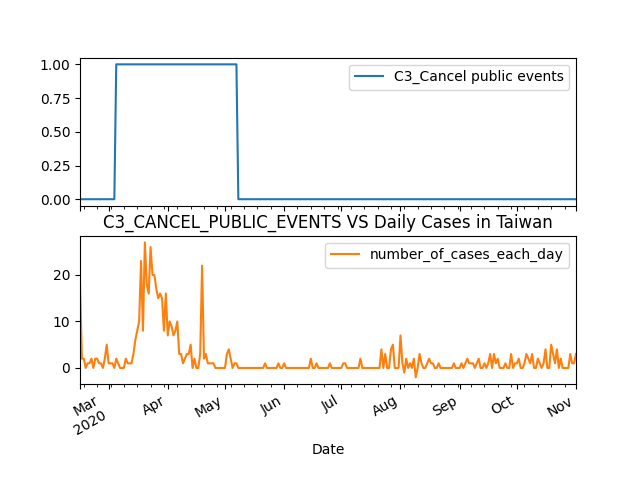 1.00
0.75
0.50
0.25
0.00
C3_Cancel public events
C3_CANCEL_PUBLIC_EVENTS VS Daily Cases in Taiwan
20
10
0
number_of_cases_each_day
Mar
2020
Apr
May
Jun
Jul
Aug
Sep
Oct
Nov
Date